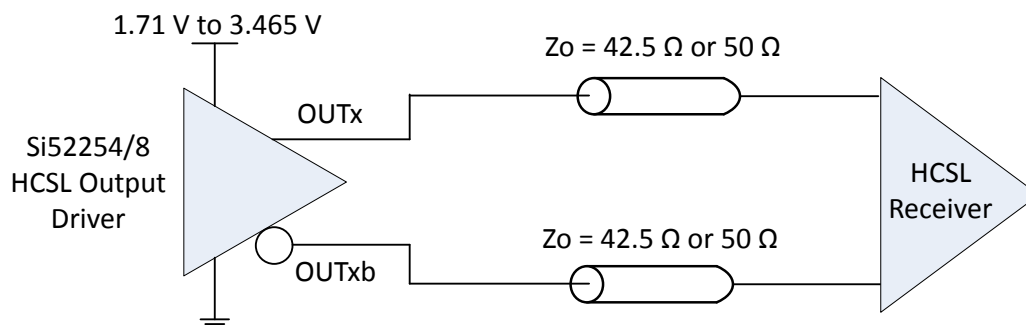 1.71 V to 3.465 V
Zo = 42.5 Ω or 50 Ω
OUTx
Si52254/8
HCSL Output
Driver
HCSL
Receiver
Zo = 42.5 Ω or 50 Ω
OUTxb